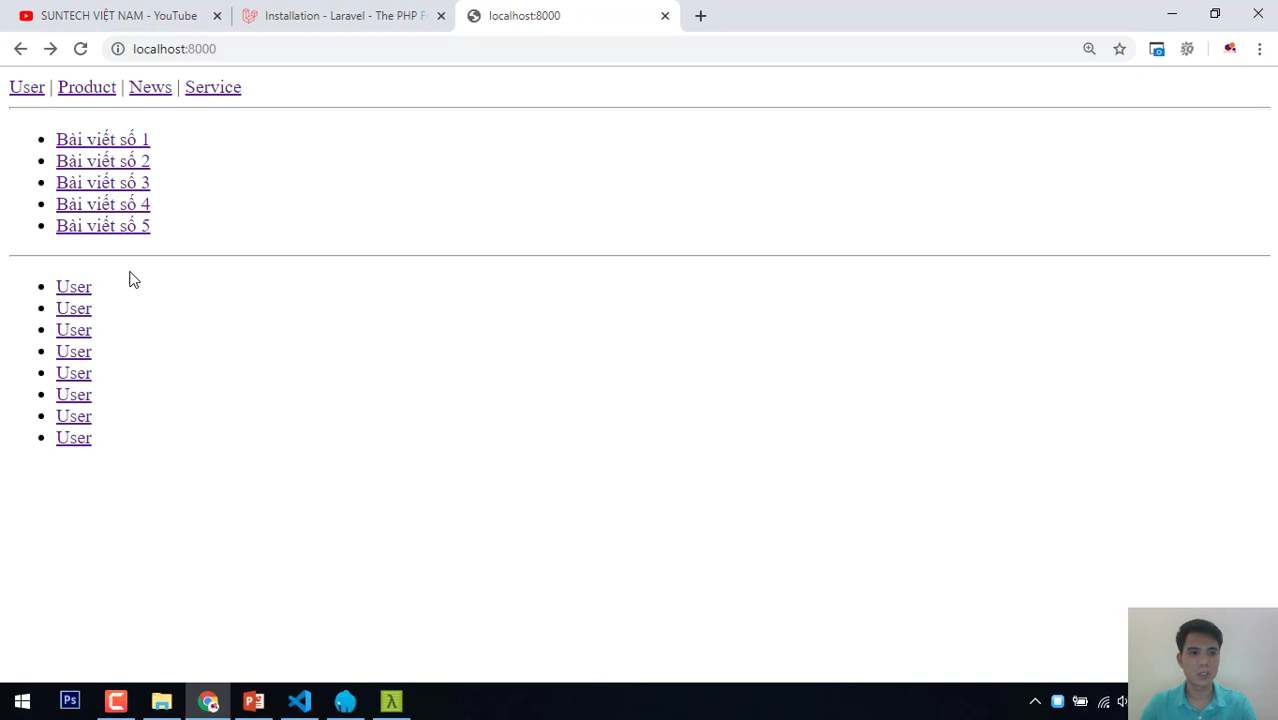 SUNTECH VIỆT NAM - YouTube
Installation - Laravel - The PHP F
localhost:8000
localhost:8000
User | Product | News | Service
Bài viết số 1
Bài viết số 2
Bài viết số 3
Bài viết số 4
Bài viết số 5
User
User
User
User
User
User
User
User
Ps